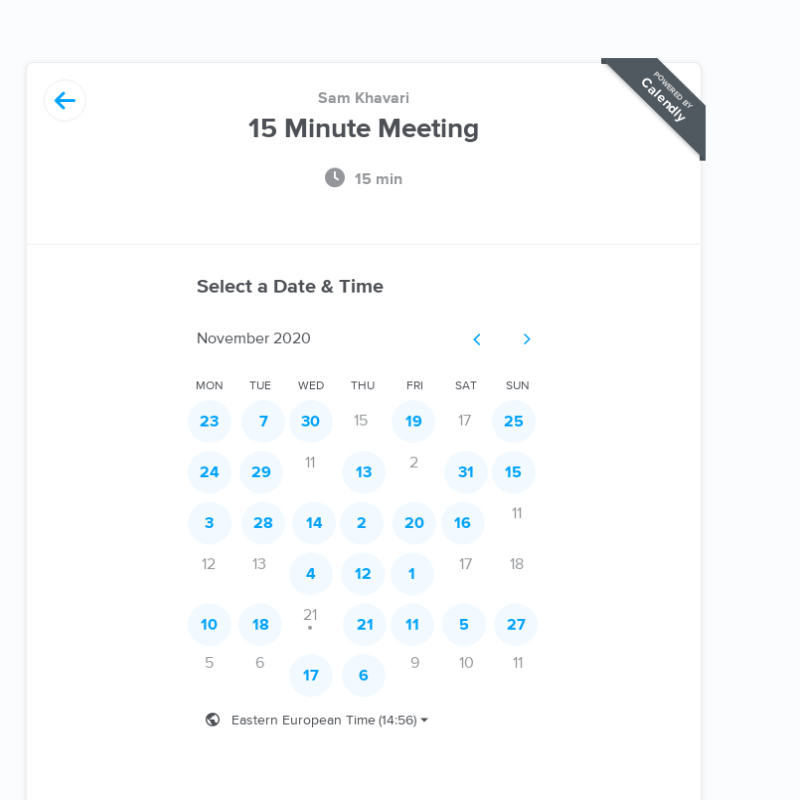 POWERED BY
Calendly
Sam Khavari
15 Minute Meeting
15 min
Select a Date & Time
November 2020
MON TUE WED THU FRI SAT SUN
23 7 30 15 19 17 25
24 29 11 13 2 31 15
3 28 14 2 20 16 11
12 13 4 12 1 17 18
10 18 21 21 11 5 27
5 6 17 6 9 10 11
Eastern European Time (14:56)